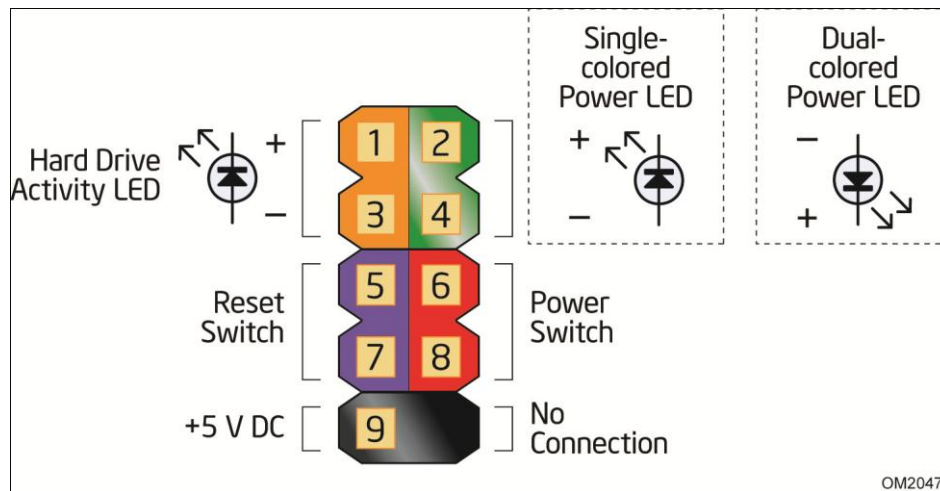 Single-
colored
Power LED
Dual-
colored
Power LED
+
−
+
−
−
+
Hard Drive
Activity LED
1
2
3
4
Reset
Switch
5
6
7
8
Power
Switch
+5 V DC
9
No
Connection
OM2047